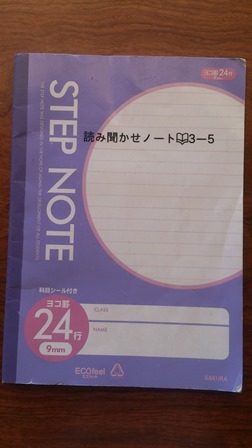 ヨコ罫24行
STEP NOTE
読み聞かせノート📖3ー5
科目シール付き
ヨコ罫
24行
9mm
CLASS
NAME
ECOfeel
SAKURA